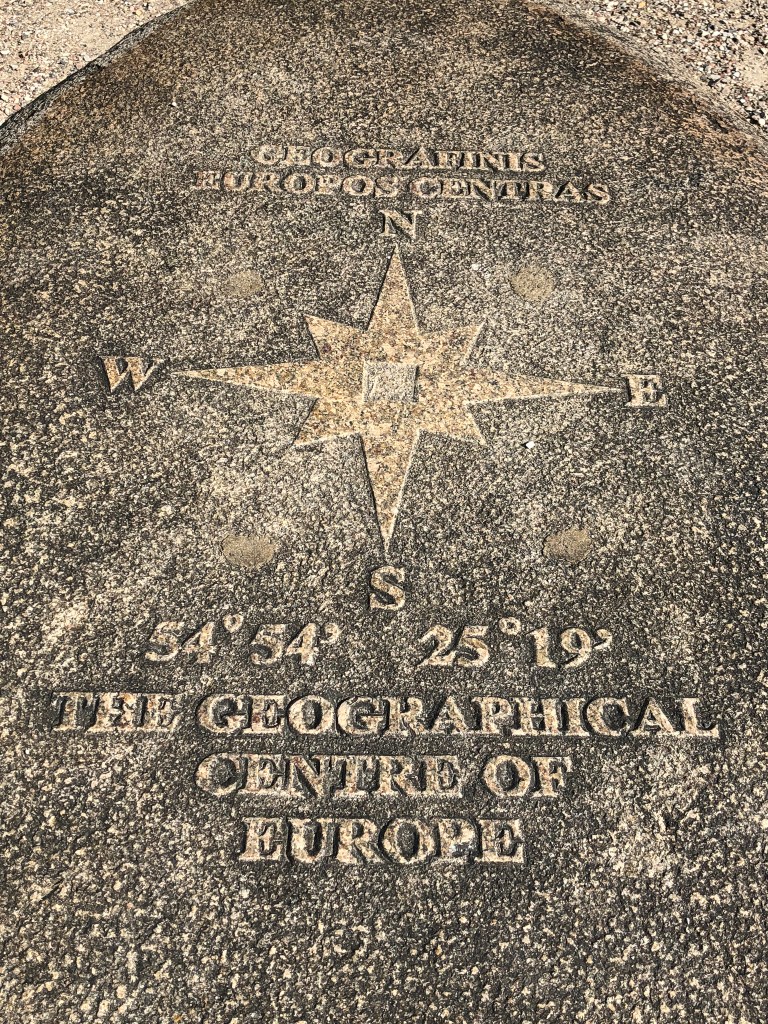 GEOGRAFINIS
EUROPOS CENTRAS
N
W E
S
54° 54' 25° 19'
THE GEOGRAPHICAL
CENTRE OF
EUROPE